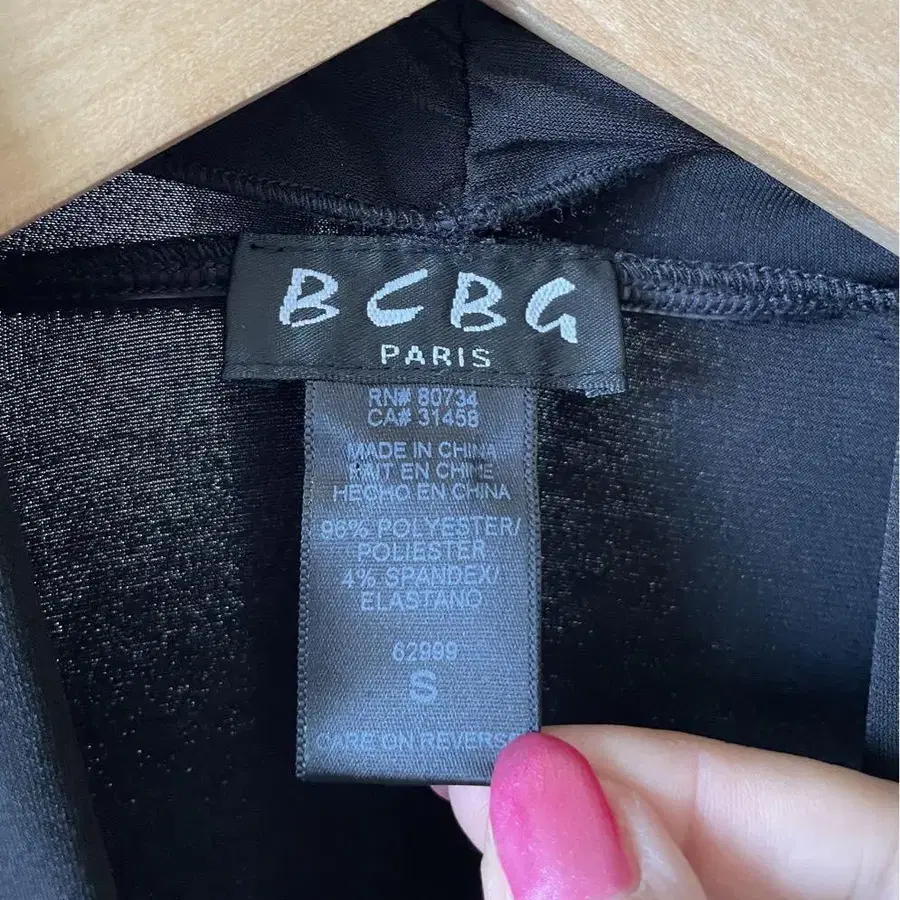 BCBG
PARIS
RN# 80734
CA# 31458
MADE IN CHINA
FAIT EN CHINE
HECHO EN CHINA
96% POLYESTER/
POLIESTER
4% SPANDEX/
ELASTANO
62999
S
CARE ON REVERSE